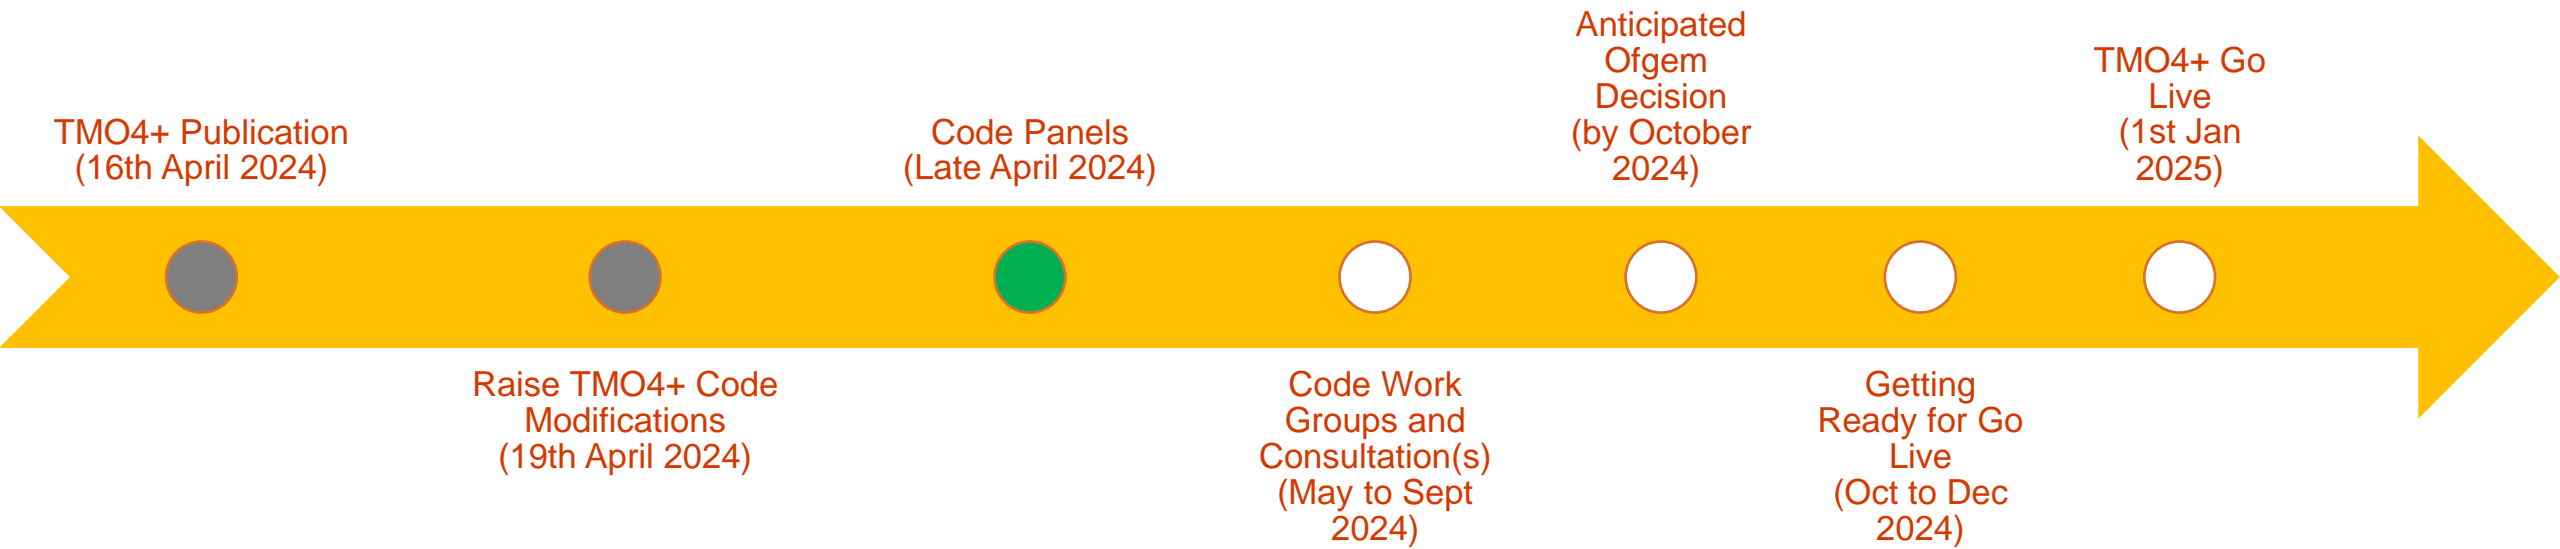 TMO4+ Publication
(16th April 2024)
Raise TMO4+ Code
Modifications
(19th April 2024)
Code Panels
(Late April 2024)
Code Work
Groups and
Consultation(s)
(May to Sept
2024)
Anticipated
Ofgem
Decision
(by October
2024)
Getting
Ready for Go
Live
(Oct to Dec
2024)
TMO4+ Go
Live
(1st Jan
2025)